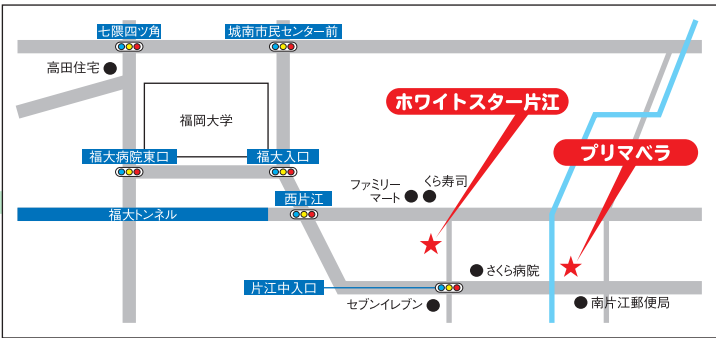 七隈四ツ角
城南市民センター前
高田住宅
福岡大学
ホワイトスター片江
プリマベラ
福大病院東口
福大入口
ファミリー
マート
くら寿司
西片江
福大トンネル
さくら病院
片江中入口
セブンイレブン
南片江郵便局